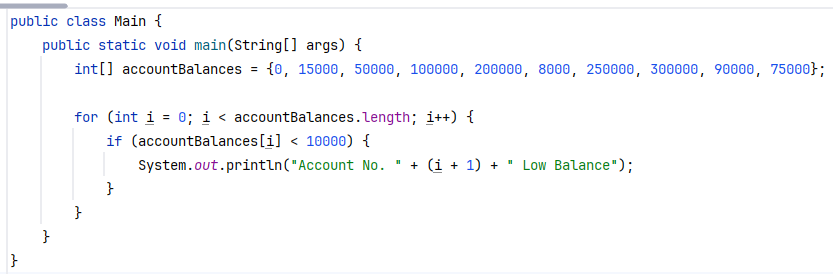 public class Main {
    public static void main(String[] args) {
        int[] accountBalances = {0, 15000, 50000, 100000, 200000, 8000, 250000, 300000, 90000, 75000};

        for (int i = 0; i < accountBalances.length; i++) {
            if (accountBalances[i] < 10000) {
                System.out.println("Account No. " + (i + 1) + " Low Balance");
            }
        }
    }
}